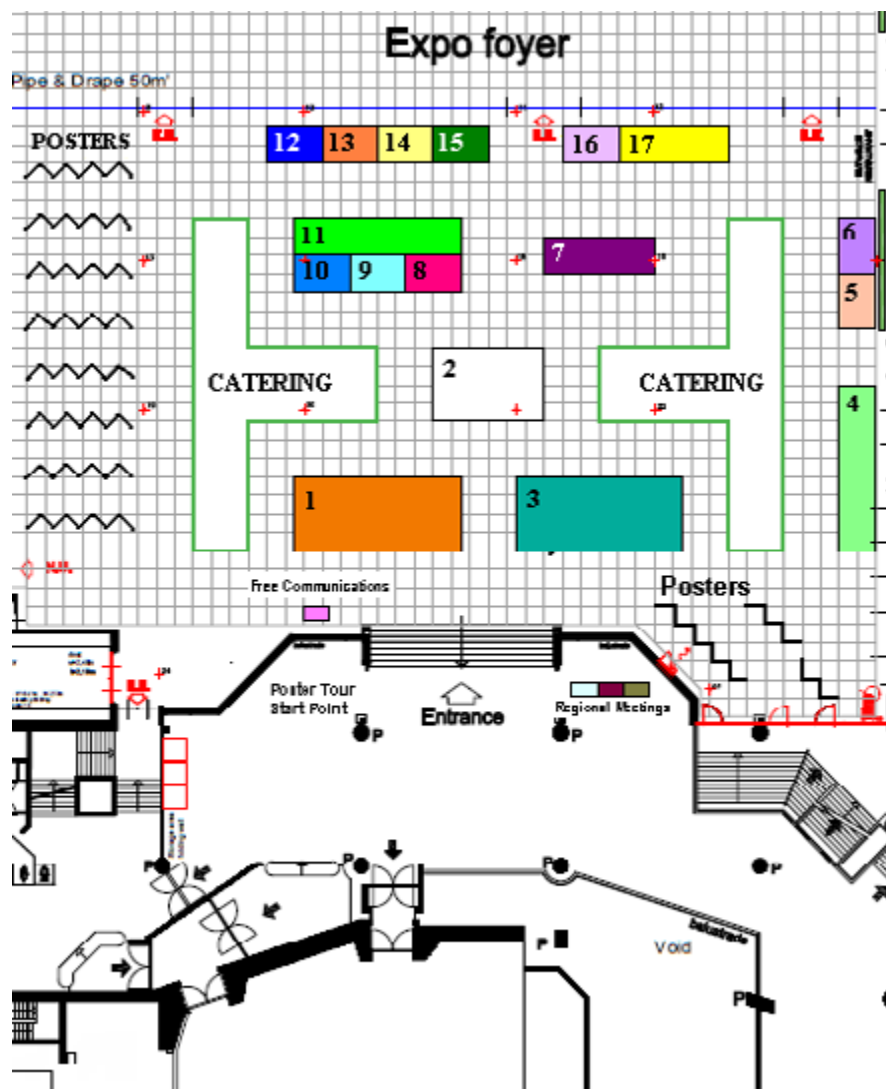 Expo foyer
Pipe & Drape 50m'
POSTERS
12 13 14 15 16 17
11
10 9 8
7
6
5
2
CATERING CATERING
4
1 3
Free Communications
Posters
Poster Tour
Start Point
Entrance
Regional Meetings
P P
P P P P
balustrade
P
Void
P